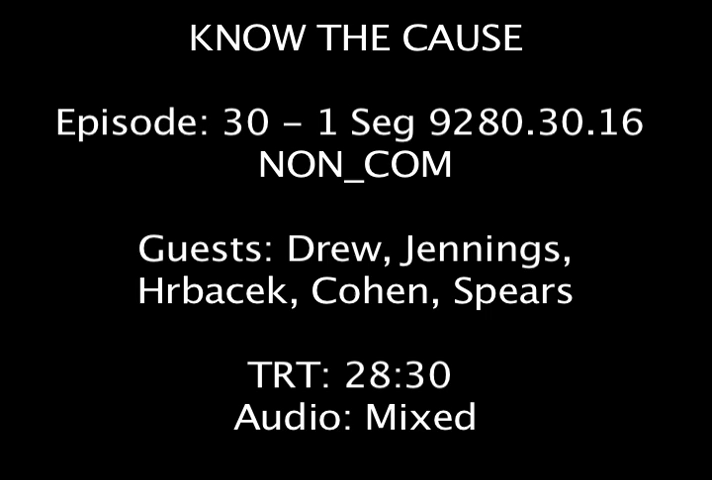 KNOW THE CAUSE
Episode: 30 – 1 Seg 9280.30.16
NON_COM
Guests: Drew, Jennings,
Hrbacek, Cohen, Spears
TRT: 28:30
Audio: Mixed